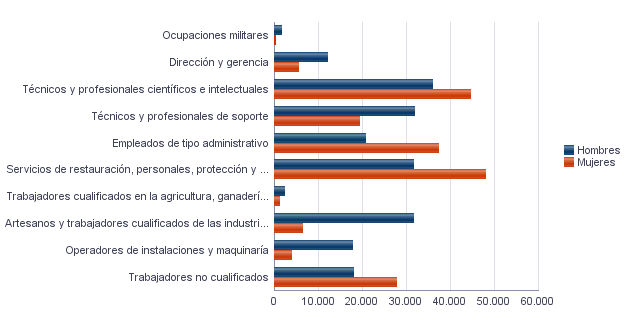 Ocupaciones militares
Dirección y gerencia
Técnicos y profesionales científicos e intelectuales
Técnicos y profesionales de soporte
Empleados de tipo administrativo
Servicios de restauración, personales, protección y ...
Trabajadores cualificados en la agricultura, ganaderí...
Artesanos y trabajadores cualificados de las industri...
Operadores de instalaciones y maquinaría
Trabajadores no cualificados
0 10.000 20.000 30.000 40.000 50.000 60.000
Hombres
Mujeres